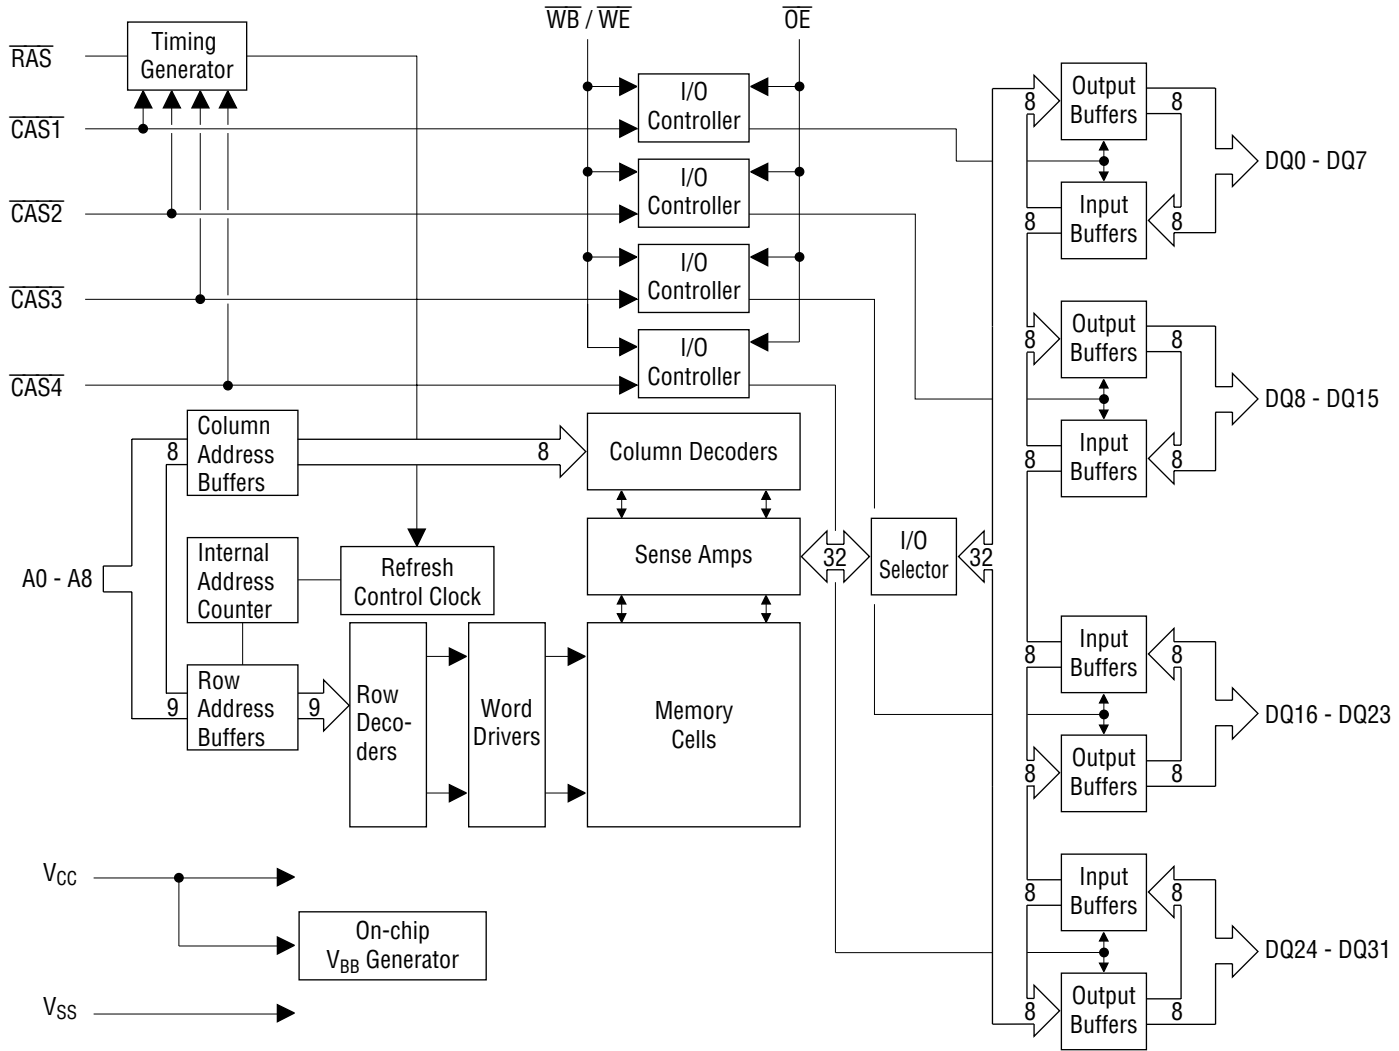 WB / WE
OE
RAS
Timing
Generator
CAS1
I/O
Controller
CAS2
I/O
Controller
CAS3
I/O
Controller
CAS4
I/O
Controller
8
Output
Buffers
8
DQ0 - DQ7
8
Input
Buffers
8
8
Output
Buffers
8
DQ8 - DQ15
8
Input
Buffers
8
A0 - A8
8
Column
Address
Buffers
8
Column Decoders
Internal
Address
Counter
Refresh
Control Clock
Sense Amps
32
I/O
Selector
32
9
Row
Address
Buffers
9
Row
Deco-
ders
Word
Drivers
Memory
Cells
8
Input
Buffers
8
DQ16 - DQ23
8
Output
Buffers
8
8
Input
Buffers
8
DQ24 - DQ31
8
Output
Buffers
8
VCC
On-chip
VBB Generator
VSS